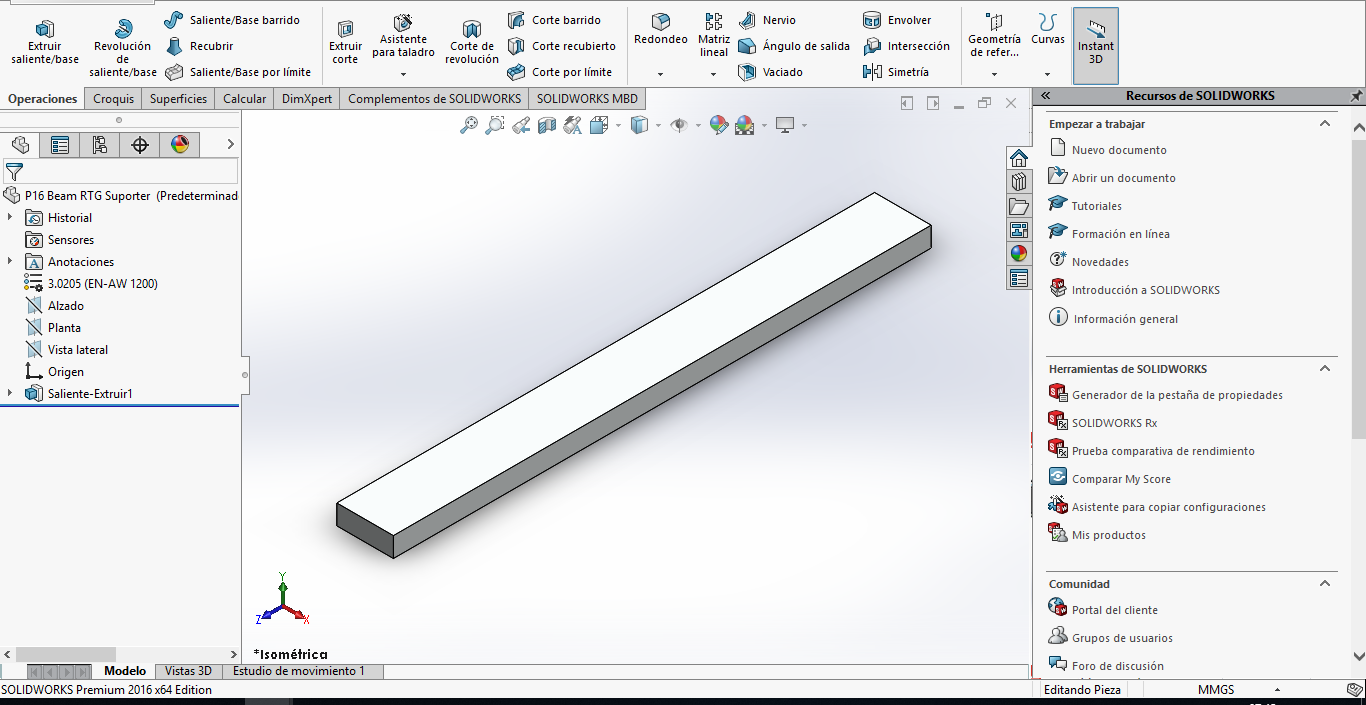 Extruir saliente/base
Revolución de saliente/base
Saliente/Base barrido
Recubrir
Saliente/Base por límite
Extruir corte
Asistente para taladro
Corte de revolución
Corte barrido
Corte recubierto
Corte por límite
Redondeo
Matriz lineal
Nervio
Ángulo de salida
Vaciado
Envolver
Intersección
Simetría
Geometría de refer...
Curvas
Instant 3D
Operaciones
Croquis
Superficies
Calcular
DimXpert
Complementos de SOLIDWORKS
SOLIDWORKS MBD
P16 Beam RTG Suporter (Predeterminad
Historial
Sensores
A Anotaciones
3.0205 (EN-AW 1200)
Alzado
Planta
Vista lateral
Origen
Saliente-Extruir1
Y
Z
X
*Isométrica
Recursos de SOLIDWORKS
Empezar a trabajar
Nuevo documento
Abrir un documento
Tutoriales
Formación en línea
Novedades
Introducción a SOLIDWORKS
Información general
Herramientas de SOLIDWORKS
Generador de la pestaña de propiedades
SOLIDWORKS Rx
Prueba comparativa de rendimiento
Comparar My Score
Asistente para copiar configuraciones
Mis productos
Comunidad
Portal del cliente
Grupos de usuarios
Foro de discusión
Modelo
Vistas 3D
Estudio de movimiento 1
SOLIDWORKS Premium 2016 x64 Edition
Editando Pieza
MMGS